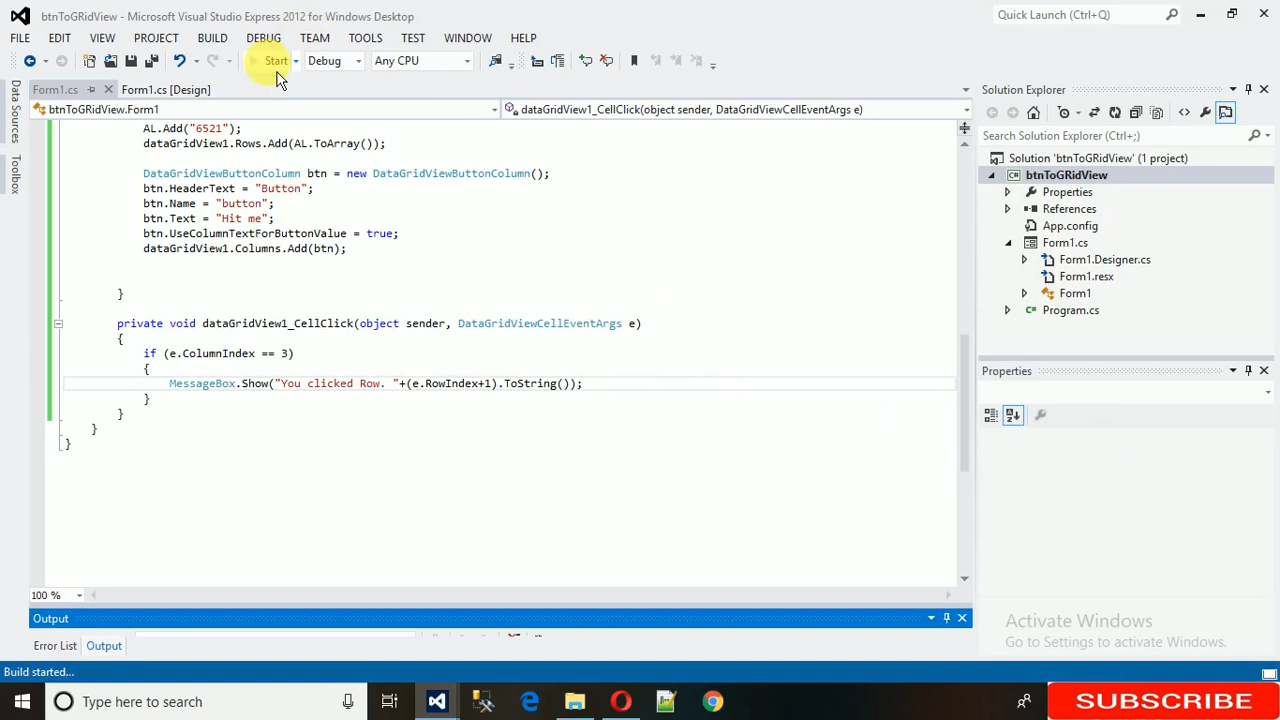 btnToGRidView - Microsoft Visual Studio Express 2012 for Windows Desktop
Quick Launch (Ctrl+Q)
FILE EDIT VIEW PROJECT BUILD DEBUG TEAM TOOLS TEST WINDOW HELP
Start Debug Any CPU
Data Sources
Toolbox
Form1.cs
Form1.cs [Design]
btnToGRidView.Form1
dataGridView1_CellClick(object sender, DataGridViewCellEventArgs e)
AL.Add("6521");
dataGridView1.Rows.Add(AL.ToArray());
DataGridViewButtonColumn btn = new DataGridViewButtonColumn();
btn.HeaderText = "Button";
btn.Name = "button";
btn.Text = "Hit me";
btn.UseColumnTextForButtonValue = true;
dataGridView1.Columns.Add(btn);
}
private void dataGridView1_CellClick(object sender, DataGridViewCellEventArgs e)
{
if (e.ColumnIndex == 3)
{
MessageBox.Show("You clicked Row. "+(e.RowIndex+1).ToString());
}
}
}
}
100 %
Output
Error List
Output
Solution Explorer
Search Solution Explorer (Ctrl+;)
Solution 'btnToGRidView' (1 project)
btnToGRidView
Properties
References
App.config
Form1.cs
Form1.Designer.cs
Form1.resx
Form1
Program.cs
Properties
Activate Windows
Go to Settings to activate Windows.
Build started...
Type here to search
SUBSCRIBE